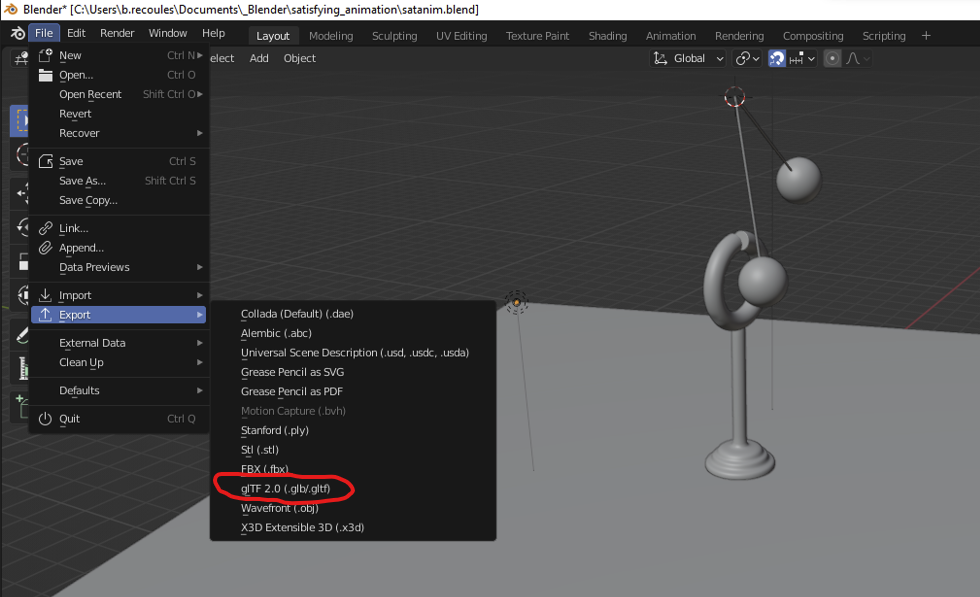 Blender* [C:\Users\b.recoules\Documents\_Blender\satisfying_animation\satanim.blend]
File Edit Render Window Help Layout Modeling Sculpting UV Editing Texture Paint Shading Animation Rendering Compositing Scripting +
elect Add Object Global
New Ctrl N
Open... Ctrl O
Open Recent Shift Ctrl O
Revert
Recover
Save Ctrl S
Save As... Shift Ctrl S
Save Copy...
Link...
Append...
Data Previews
Import
Export
External Data
Clean Up
Defaults
Quit Ctrl Q
Collada (Default) (.dae)
Alembic (.abc)
Universal Scene Description (.usd, .usdc, .usda)
Grease Pencil as SVG
Grease Pencil as PDF
Motion Capture (.bvh)
Stanford (.ply)
Stl (.stl)
FBX (.fbx)
glTF 2.0 (.glb/.gltf)
Wavefront (.obj)
X3D Extensible 3D (.x3d)